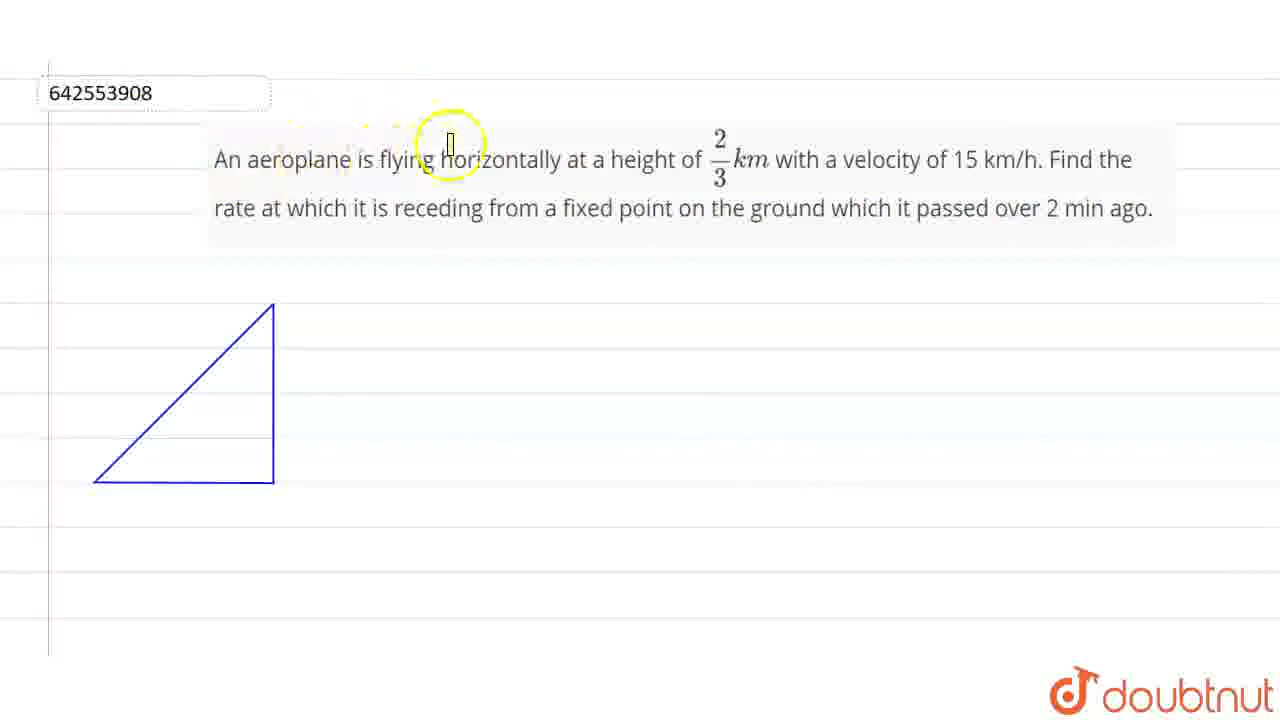 642553908
An aeroplane is flying horizontally at a height of 2/3 km with a velocity of 15 km/h. Find the
rate at which it is receding from a fixed point on the ground which it passed over 2 min ago.
doubtnut